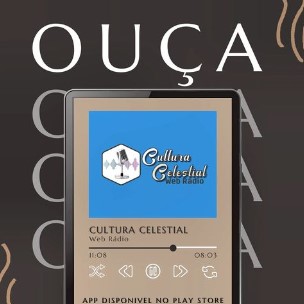 OUÇA
Cultura
Celestial
Web Rádio
CULTURA CELESTIAL
Web Rádio
11:08 08:03
APP DISPONIVEL NO PLAY STORE